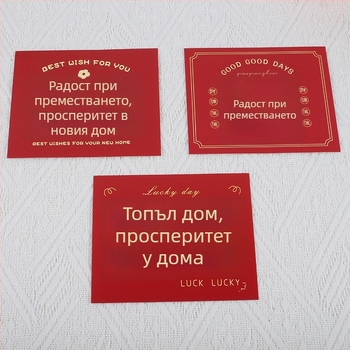 BEST WISH FOR YOU
Радост при
преместването,
просперитет в
новия дом
BEST WISHES FOR YOUR NEW HOME
GOOD GOOD DAYS
Радост при
преместването
Lucky day
Топъл дом,
просперитет
у дома
LUCK LUCKY